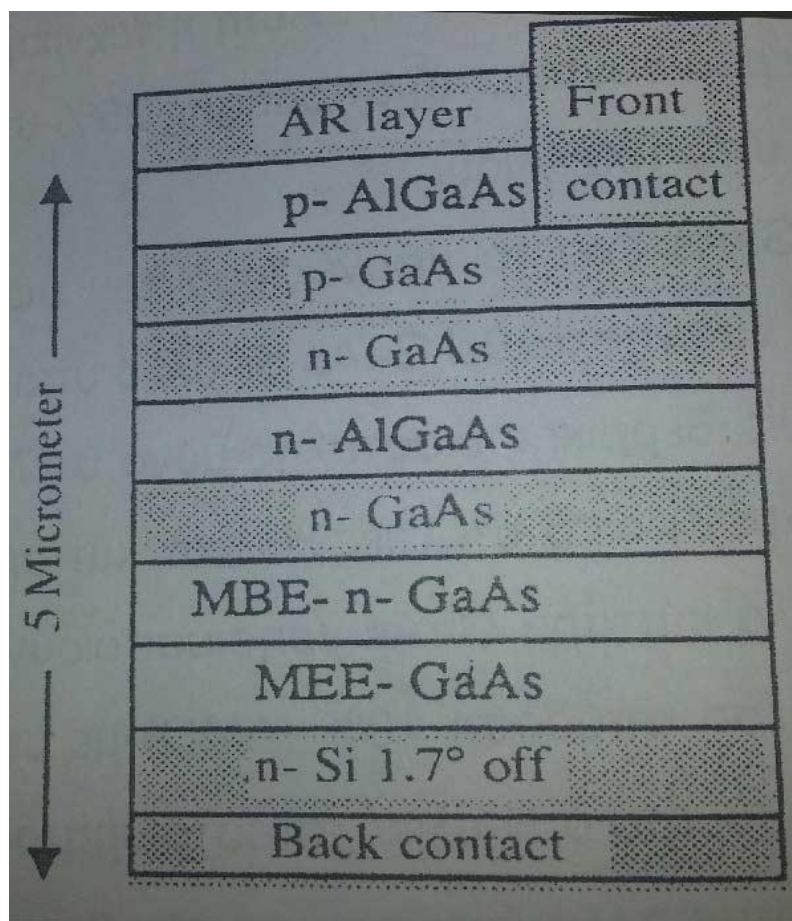 AR layer
Front
contact
p- AlGaAs
p- GaAs
n- GaAs
n- AlGaAs
n- GaAs
MBE- n- GaAs
MEE- GaAs
n- Si 1.7° off
Back contact
5 Micrometer